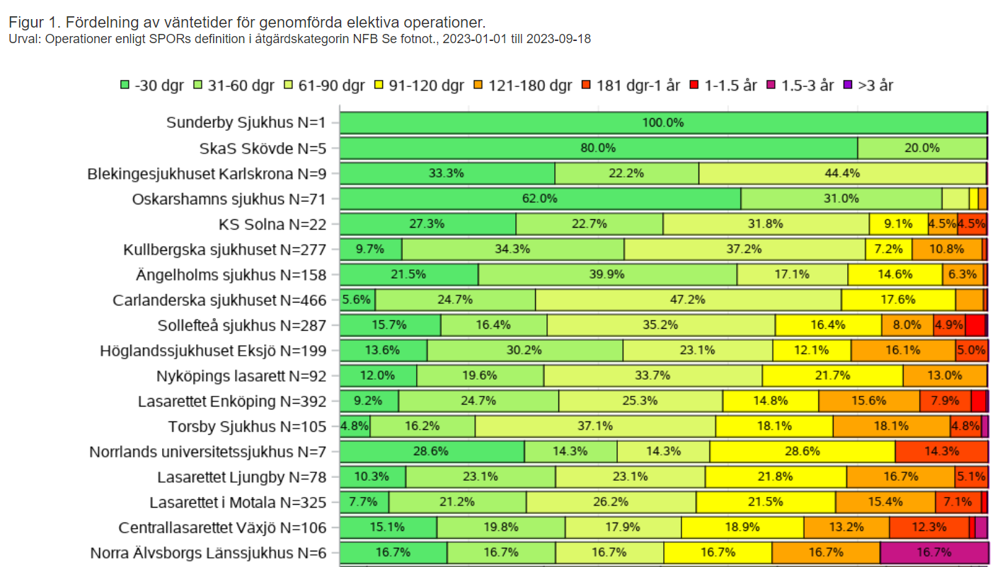 Figur 1. Fördelning av väntetider för genomförda elektiva operationer.
Urval: Operationer enligt SPORs definition i åtgärdskategorin NFB Se fotnot., 2023-01-01 till 2023-09-18
-30 dgr 31-60 dgr 61-90 dgr 91-120 dgr 121-180 dgr 181 dgr-1 år 1-1.5 år 1.5-3 år >3 år
Sunderby Sjukhus N=1 100.0%
SkaS Skövde N=5 80.0% 20.0%
Blekingesjukhuset Karlskrona N=9 33.3% 22.2% 44.4%
Oskarshamns sjukhus N=71 62.0% 31.0%
KS Solna N=22 27.3% 22.7% 31.8% 9.1% 4.5% 4.5%
Kullbergska sjukhuset N=277 9.7% 34.3% 37.2% 7.2% 10.8%
Ängelholms sjukhus N=158 21.5% 39.9% 17.1% 14.6% 6.3%
Carlanderska sjukhuset N=466 5.6% 24.7% 47.2% 17.6%
Sollefteå sjukhus N=287 15.7% 16.4% 35.2% 16.4% 8.0% 4.9%
Höglandssjukhuset Eksjö N=199 13.6% 30.2% 23.1% 12.1% 16.1% 5.0%
Nyköpings lasarett N=92 12.0% 19.6% 33.7% 21.7% 13.0%
Lasarettet Enköping N=392 9.2% 24.7% 25.3% 14.8% 15.6% 7.9%
Torsby Sjukhus N=105 4.8% 16.2% 37.1% 18.1% 18.1% 4.8%
Norrlands universitetssjukhus N=7 28.6% 14.3% 14.3% 28.6% 14.3%
Lasarettet Ljungby N=78 10.3% 23.1% 23.1% 21.8% 16.7% 5.1%
Lasarettet i Motala N=325 7.7% 21.2% 26.2% 21.5% 15.4% 7.1%
Centrallasarettet Växjö N=106 15.1% 19.8% 17.9% 18.9% 13.2% 12.3%
Norra Älvsborgs Länssjukhus N=6 16.7% 16.7% 16.7% 16.7% 16.7% 16.7%